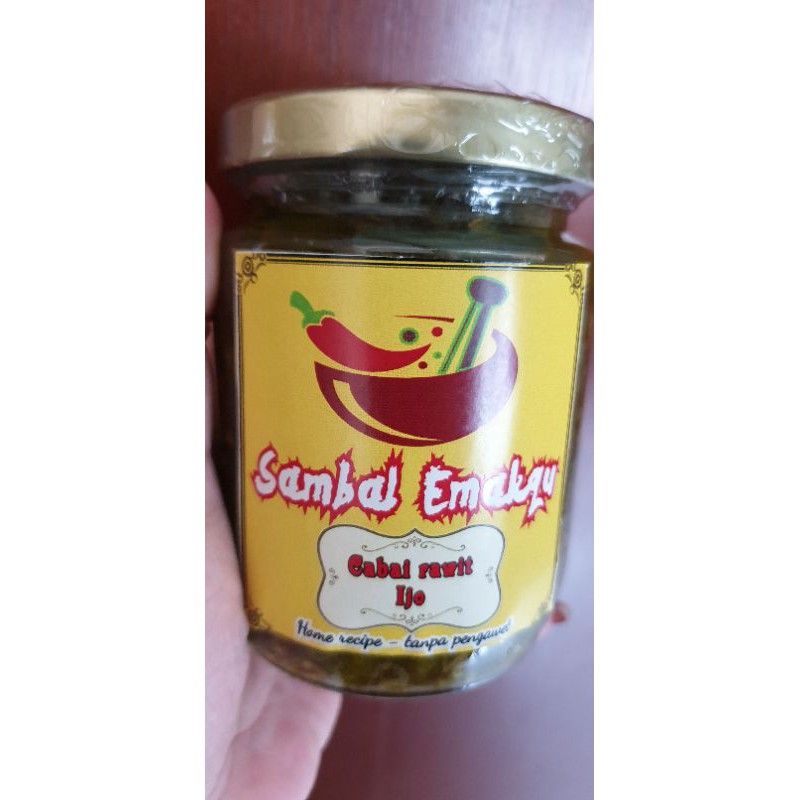 Sambal Emakqu
Cabai rawit
Ijo
Home recipe – tanpa pengawet